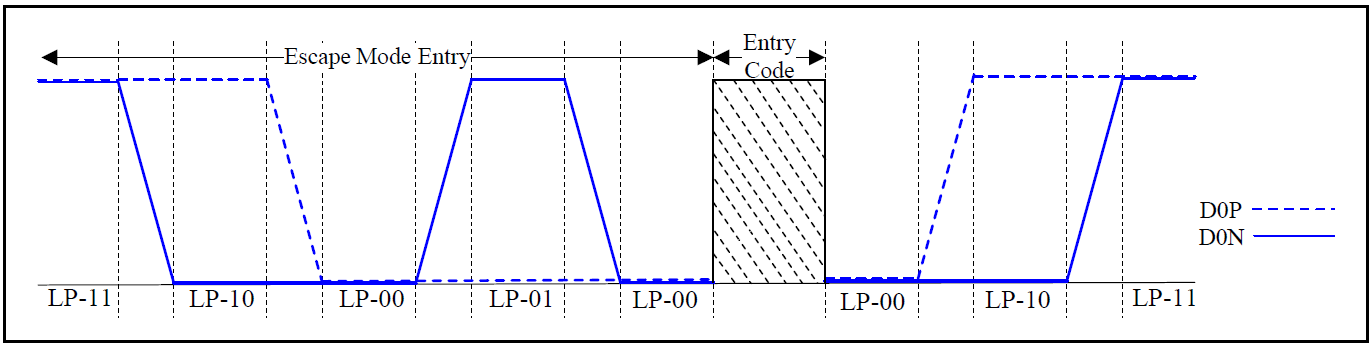 Escape Mode Entry
Entry
Code
D0P
D0N
LP-11
LP-10
LP-00
LP-01
LP-00
LP-00
LP-10
LP-11